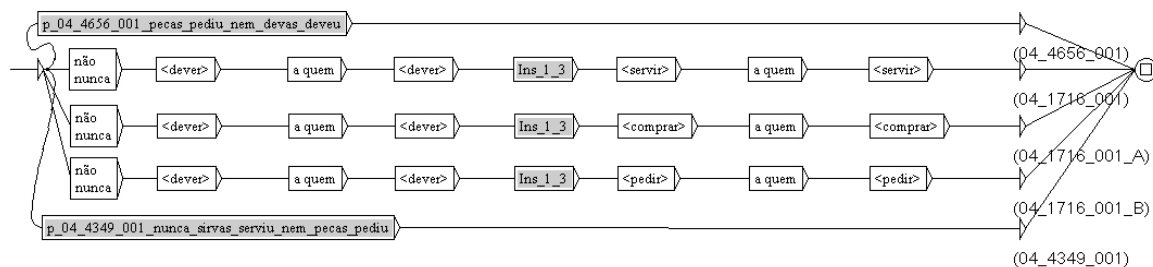 p_04_4656_001_pecas_pediu_nem_devas_deveu
(04_4656_001)
não
nunca
<dever> a quem <dever> Ins_1_3 <servir> a quem <servir>
(04_1716_001)
não
nunca
<dever> a quem <dever> Ins_1_3 <comprar> a quem <comprar>
(04_1716_001_A)
não
nunca
<dever> a quem <dever> Ins_1_3 <pedir> a quem <pedir>
(04_1716_001_B)
p_04_4349_001_nunca_sirvas_serviu_nem_pecas_pediu
(04_4349_001)